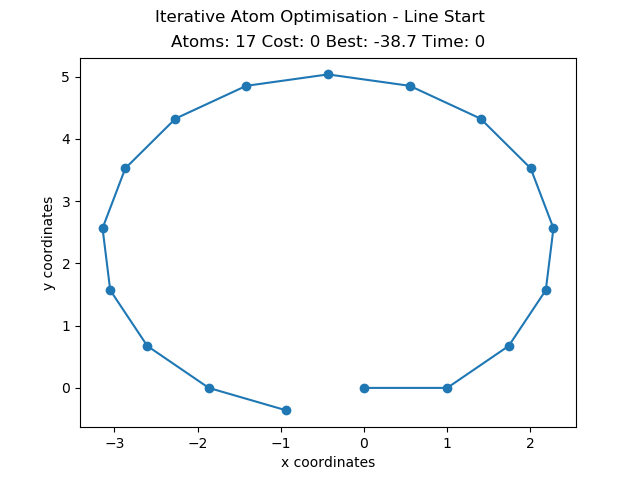 Iterative Atom Optimisation - Line Start
Atoms: 17 Cost: 0 Best: -38.7 Time: 0
5
4
3
2
1
0
y coordinates
−3 −2 −1 0 1 2
x coordinates